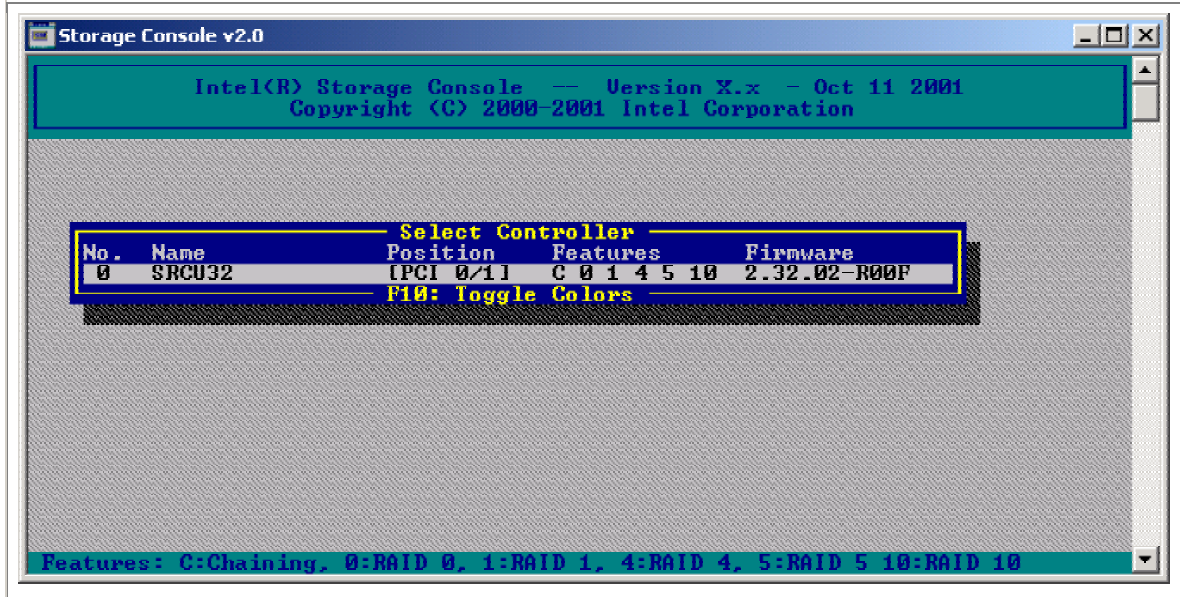 Storage Console v2.0
Intel(R) Storage Console -- Version X.x - Oct 11 2001
Copyright (C) 2000-2001 Intel Corporation
Select Controller
No. Name Position Features Firmware
0 SRCU32 [PCI 0/1] C 0 1 4 5 10 2.32.02-R00F
F10: Toggle Colors
Features: C:Chaining, 0:RAID 0, 1:RAID 1, 4:RAID 4, 5:RAID 5 10:RAID 10